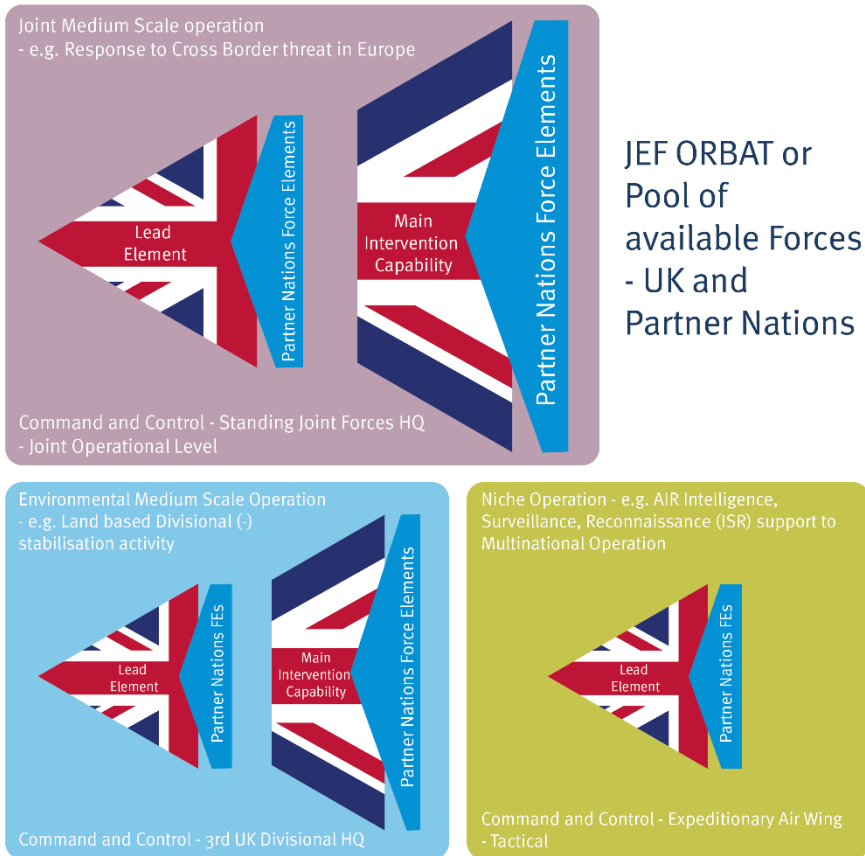 Joint Medium Scale operation
- e.g. Response to Cross Border threat in Europe
Lead
Element
Partner Nations Force Elements
Main
Intervention
Capability
Partner Nations Force Elements
Command and Control - Standing Joint Forces HQ
- Joint Operational Level
JEF ORBAT or
Pool of
available Forces
- UK and
Partner Nations
Environmental Medium Scale Operation
- e.g. Land based Divisional (-)
stabilisation activity
Lead
Element
Partner Nations FEs
Main
Intervention
Capability
Partner Nations Force Elements
Command and Control - 3rd UK Divisional HQ
Niche Operation - e.g. AIR Intelligence,
Surveillance, Reconnaissance (ISR) support to
Multinational Operation
Lead
Element
Partner Nations FEs
Command and Control - Expeditionary Air Wing
- Tactical